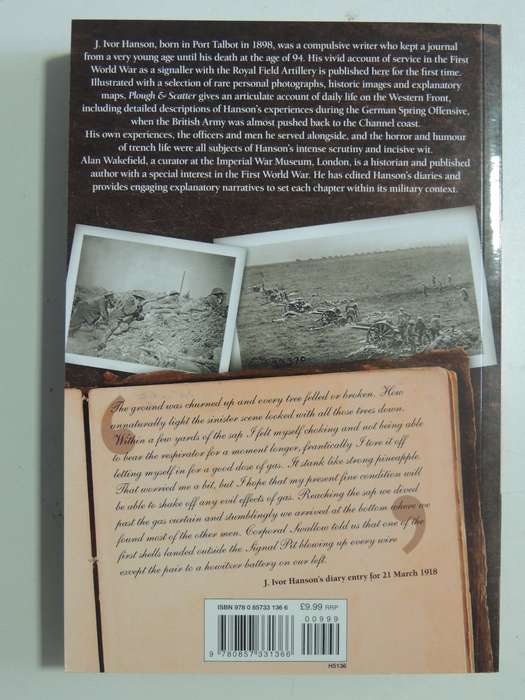 J. Ivor Hanson, born in Port Talbot in 1898, was a compulsive writer who kept a journal
from a very young age until his death at the age of 94. His vivid account of service in the First
World War as a signaller with the Royal Field Artillery is published here for the first time.
Illustrated with a selection of rare personal photographs, historic images and explanatory
maps, Plough & Scatter gives an articulate account of daily life on the Western Front,
including detailed descriptions of Hanson's experiences during the German Spring Offensive,
when the British Army was almost pushed back to the Channel coast.
His own experiences, the officers and men he served alongside, and the horror and humour
of trench life were all subjects of Hanson's intense scrutiny and incisive wit.
Alan Wakefield, a curator at the Imperial War Museum, London, is a historian and published
author with a special interest in the First World War. He has edited Hanson's diaries and
provides engaging explanatory narratives to set each chapter within its military context.
The ground was churned up and every tree felled or broken. How
unnaturally light the sinister scene looked with all those trees down.
Within a few yards of the sap I felt myself choking and not being able
to bear the respirator for a moment longer, frantically I tore it off
letting myself in for a good dose of gas. It stank like strong pineapple.
That worried me a bit, but I hope that my present fine condition will
be able to shake off any evil effects of gas. Reaching the sap we dived
past the gas curtain and stumblingly we arrived at the bottom where we
found most of the other men. Corporal Swallow told us that one of the
first shells landed outside the Signal Pit blowing up every wire
except the pair to a howitzer battery on our left.
J. Ivor Hanson's diary entry for 21 March 1918
ISBN 978 0 85733 136 6 £9.99 RRP
00999
9 780857 331366
H5136